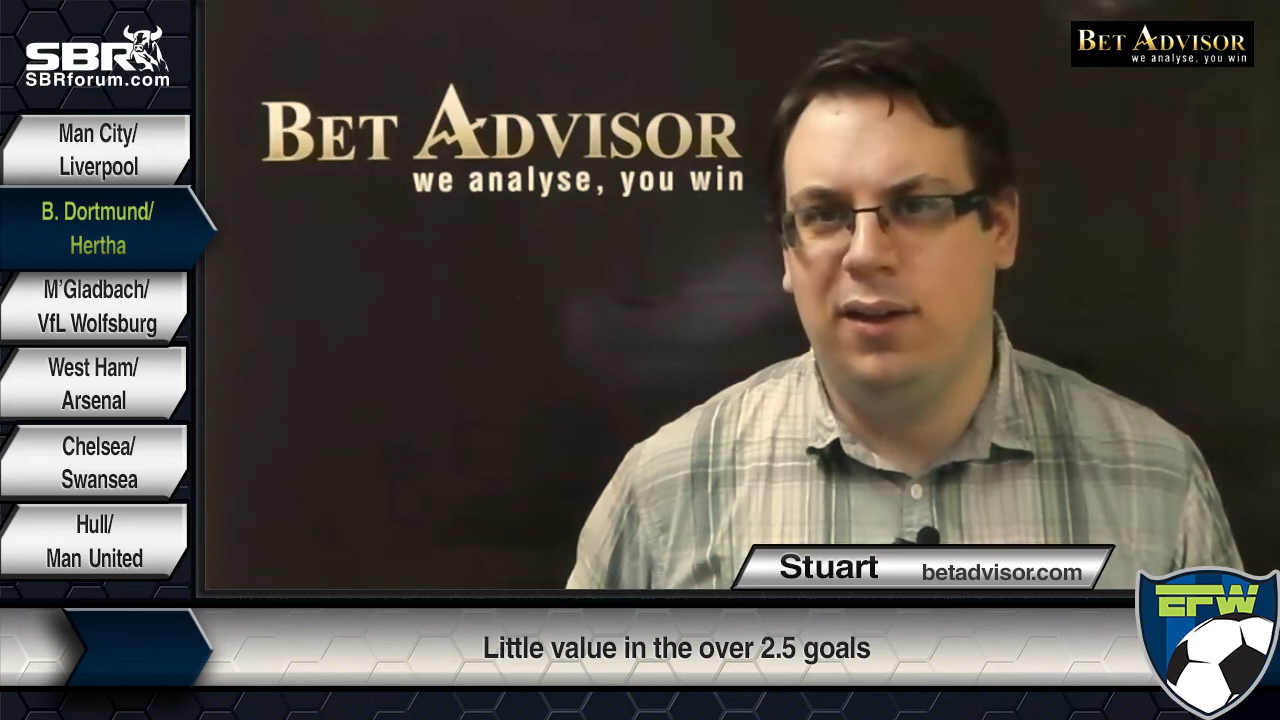 SBR
SBRforum.com
Man City/
Liverpool
B. Dortmund/
Hertha
M'Gladbach/
VfL Wolfsburg
West Ham/
Arsenal
Chelsea/
Swansea
Hull/
Man United
BET ADVISOR
we analyse, you win
BET ADVISOR
we analyse, you win
Stuart betadvisor.com
Little value in the over 2.5 goals
EFW